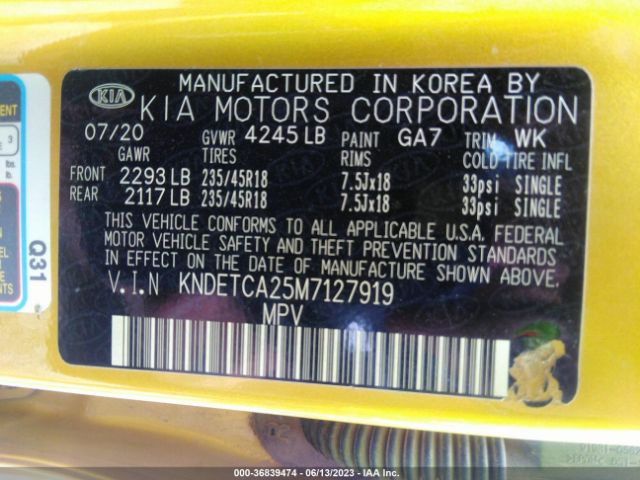 MANUFACTURED IN KOREA BY
KIA KIA MOTORS CORPORATION
07/20 GVWR 4245 LB PAINT GA7 TRIM WK
GAWR TIRES RIMS COLD TIRE INFL
FRONT 2293 LB 235/45R18 7.5Jx18 33psi SINGLE
REAR 2117 LB 235/45R18 7.5Jx18 33psi SINGLE
THIS VEHICLE CONFORMS TO ALL APPLICABLE U.S.A. FEDERAL
MOTOR VEHICLE SAFETY AND THEFT PREVENTION STANDARDS
IN EFFECT ON THE DATE OF MANUFACTURE SHOWN ABOVE.
V.I.N KNDETCA25M7127919
MPV
Q31
3
lbs.
lb.
000-36839474 | 06/13/2023 | IAA Inc.